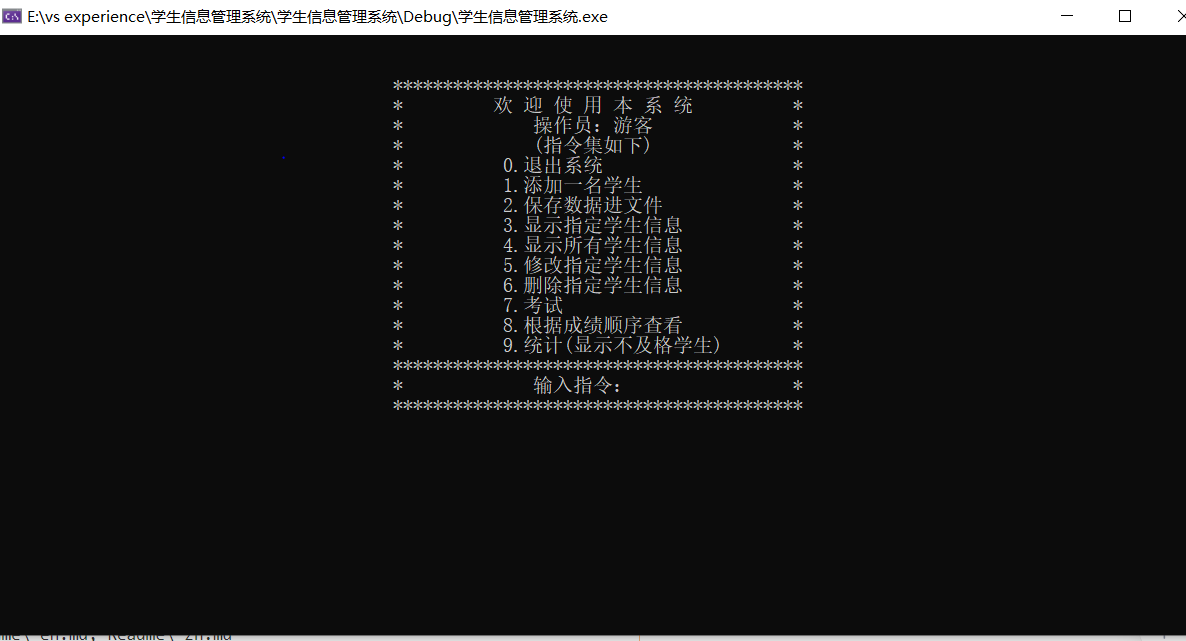 E:\vs experience\学生信息管理系统\学生信息管理系统\Debug\学生信息管理系统.exe
*****************************************
* 欢 迎 使 用 本 系 统 *
* 操作员：游客 *
* (指令集如下) *
* 0.退出系统 *
* 1.添加一名学生 *
* 2.保存数据进文件 *
* 3.显示指定学生信息 *
* 4.显示所有学生信息 *
* 5.修改指定学生信息 *
* 6.删除指定学生信息 *
* 7.考试 *
* 8.根据成绩顺序查看 *
* 9.统计(显示不及格学生) *
*****************************************
* 输入指令： *
*****************************************